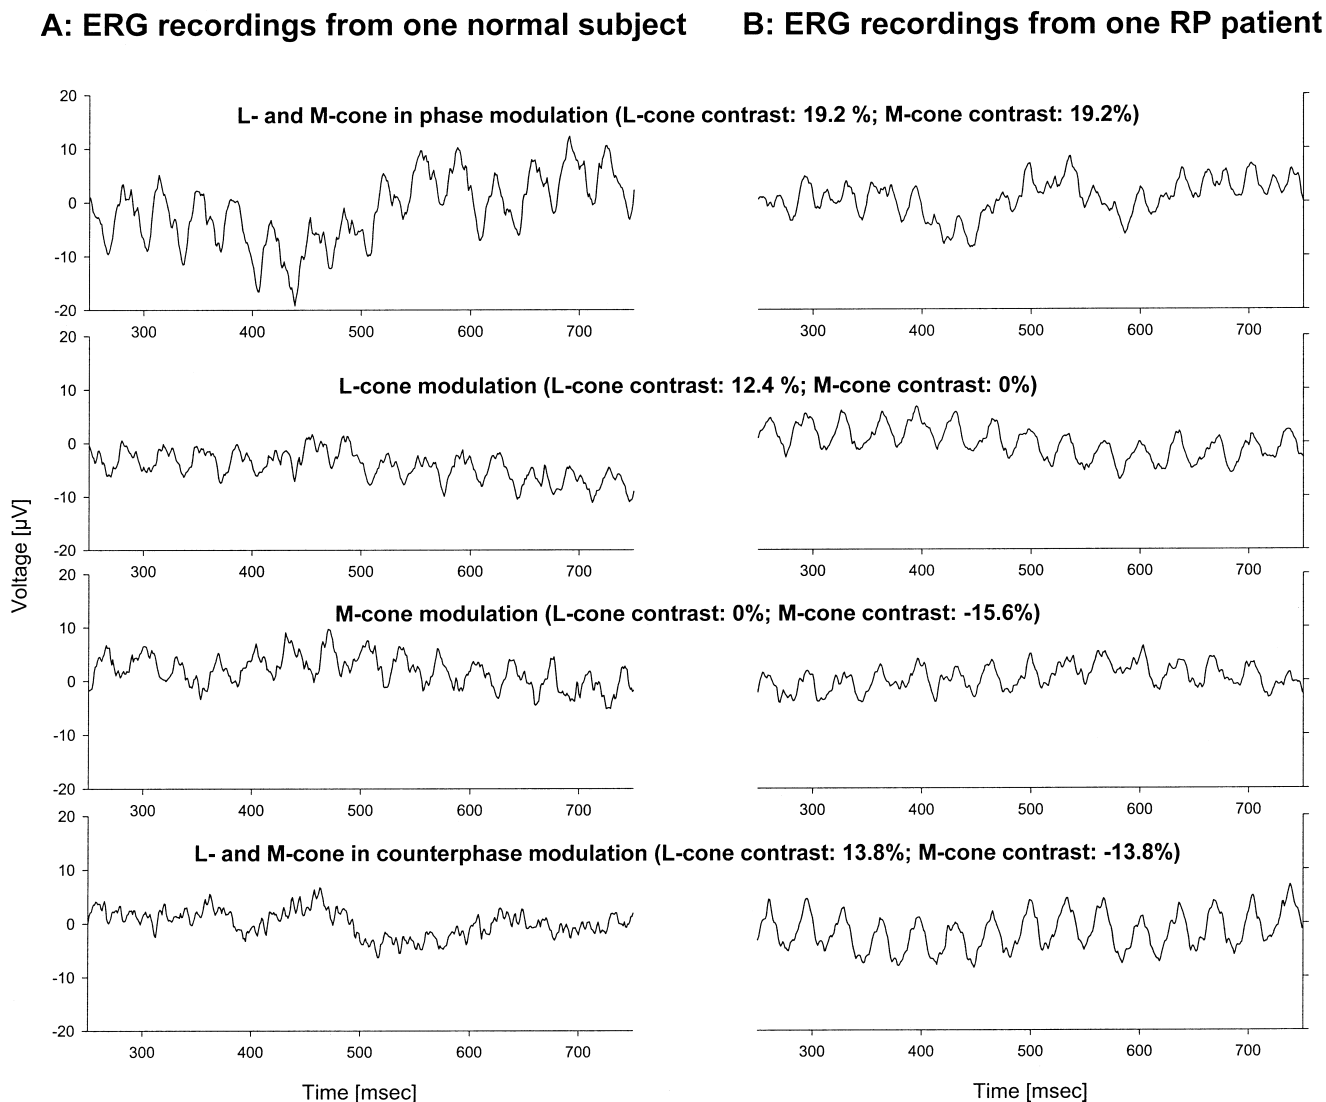 A: ERG recordings from one normal subject
B: ERG recordings from one RP patient
L- and M-cone in phase modulation (L-cone contrast: 19.2 %; M-cone contrast: 19.2%)
20
10
0
-10
-20
300 400 500 600 700
300 400 500 600 700
L-cone modulation (L-cone contrast: 12.4 %; M-cone contrast: 0%)
20
10
0
-10
-20
300 400 500 600 700
300 400 500 600 700
Voltage [µV]
M-cone modulation (L-cone contrast: 0%; M-cone contrast: -15.6%)
20
10
0
-10
-20
300 400 500 600 700
300 400 500 600 700
L- and M-cone in counterphase modulation (L-cone contrast: 13.8%; M-cone contrast: -13.8%)
20
10
0
-10
-20
300 400 500 600 700
300 400 500 600 700
Time [msec]
Time [msec]